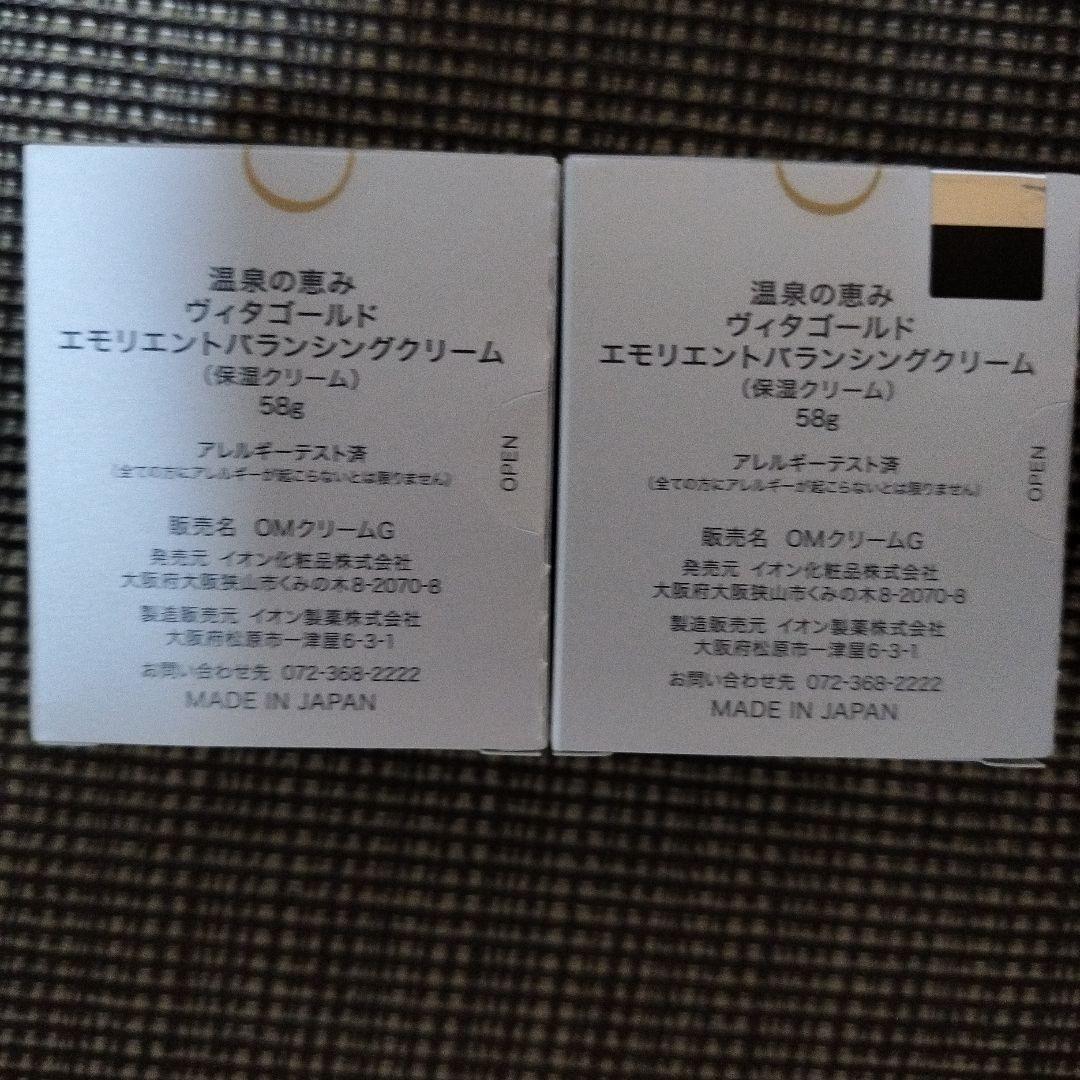 温泉の恵み
ヴィタゴールド
エモリエントバランシングクリーム
（保湿クリーム）
58g
アレルギーテスト済
（全ての方にアレルギーが起こらないとは限りません）
OPEN
販売名 OMクリームG
発売元 イオン化粧品株式会社
大阪府大阪狭山市くみの木8-2070-8
製造販売元 イオン製薬株式会社
大阪府松原市一津屋6-3-1
お問い合わせ先 072-368-2222
MADE IN JAPAN
温泉の恵み
ヴィタゴールド
エモリエントバランシングクリーム
（保湿クリーム）
58g
アレルギーテスト済
（全ての方にアレルギーが起こらないとは限りません）
OPEN
販売名 OMクリームG
発売元 イオン化粧品株式会社
大阪府大阪狭山市くみの木8-2070-8
製造販売元 イオン製薬株式会社
大阪府松原市一津屋6-3-1
お問い合わせ先 072-368-2222
MADE IN JAPAN